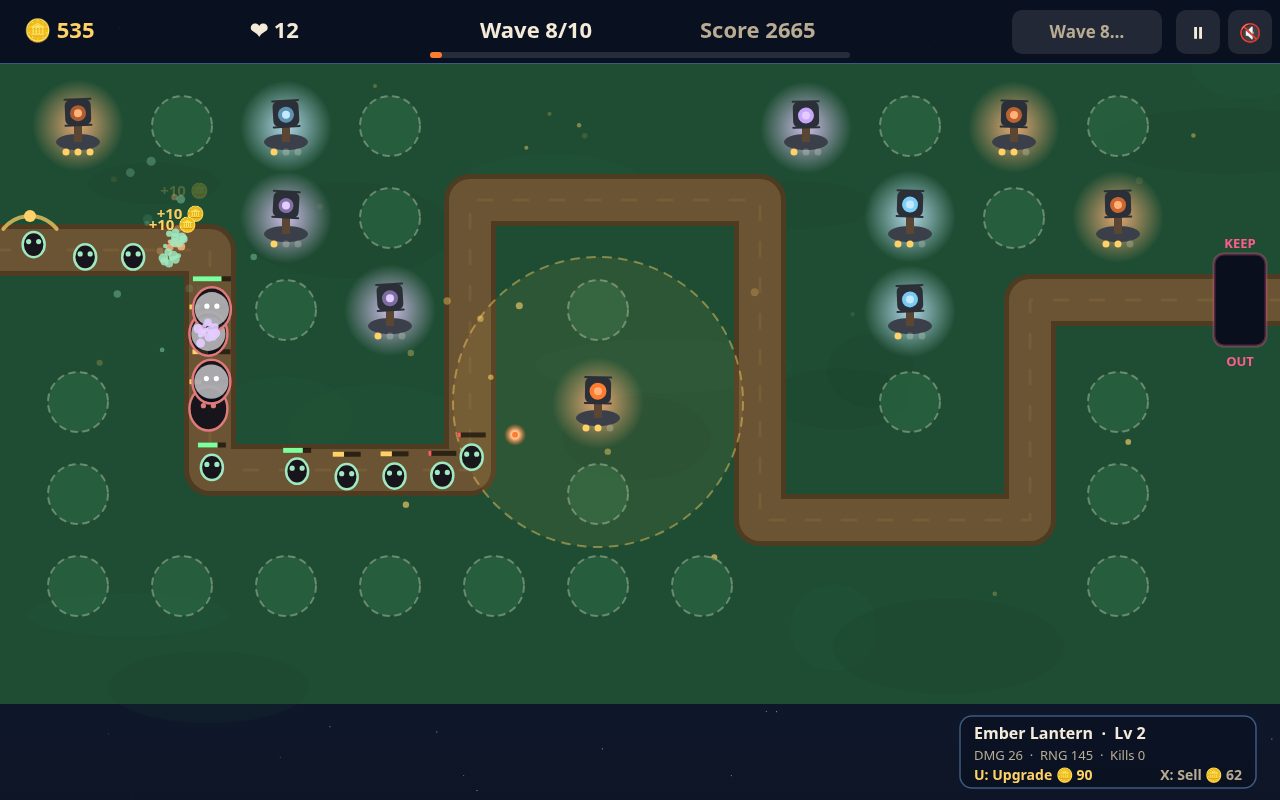 🪙 535
❤ 12
Wave 8/10
Score 2665
Wave 8...
+10 🪙
+10 🪙
+10 🪙
KEEP
OUT
Ember Lantern · Lv 2
DMG 26 · RNG 145 · Kills 0
U: Upgrade 🪙 90
X: Sell 🪙 62